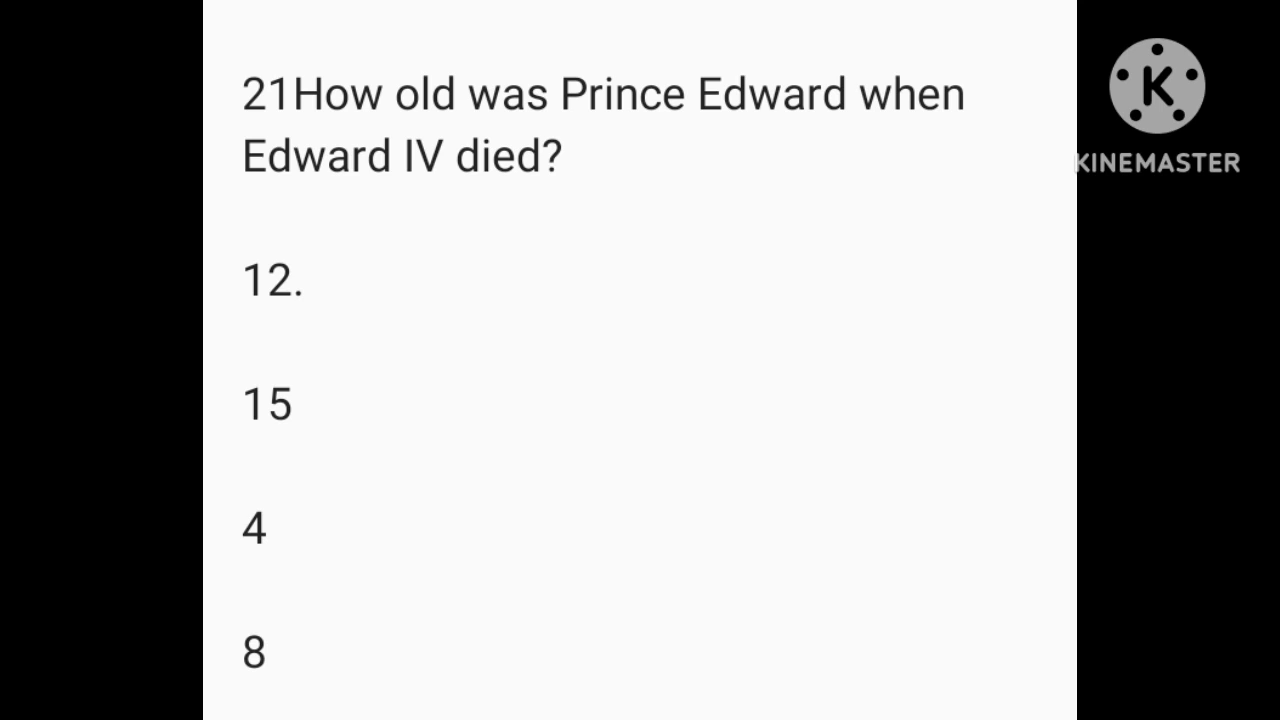 21How old was Prince Edward when
Edward IV died?
12.
15
4
8
K
KINEMASTER